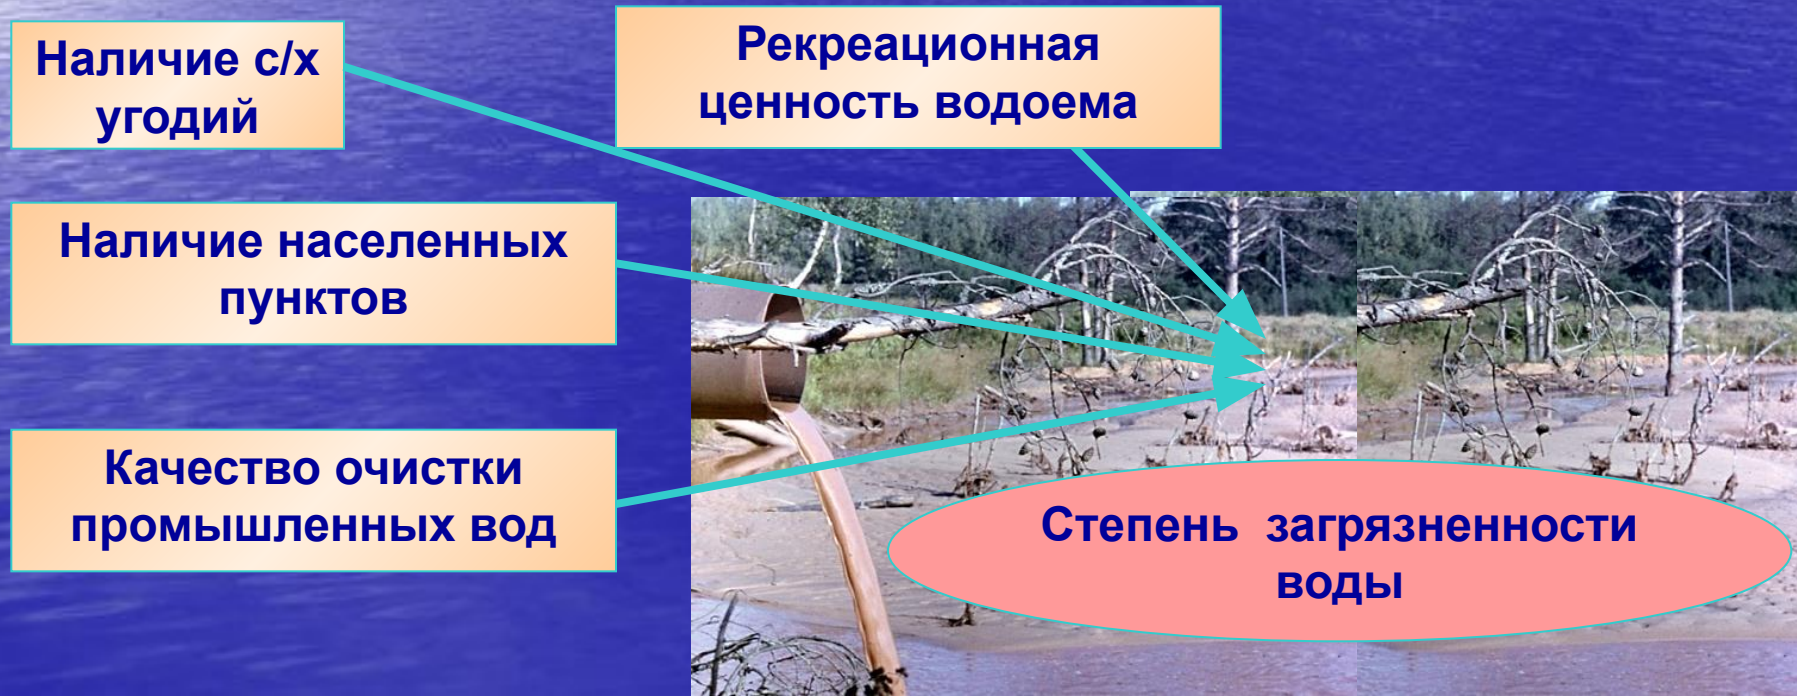 Наличие с/х
угодий
Рекреационная
ценность водоема
Наличие населенных
пунктов
Качество очистки
промышленных вод
Степень загрязненности
воды